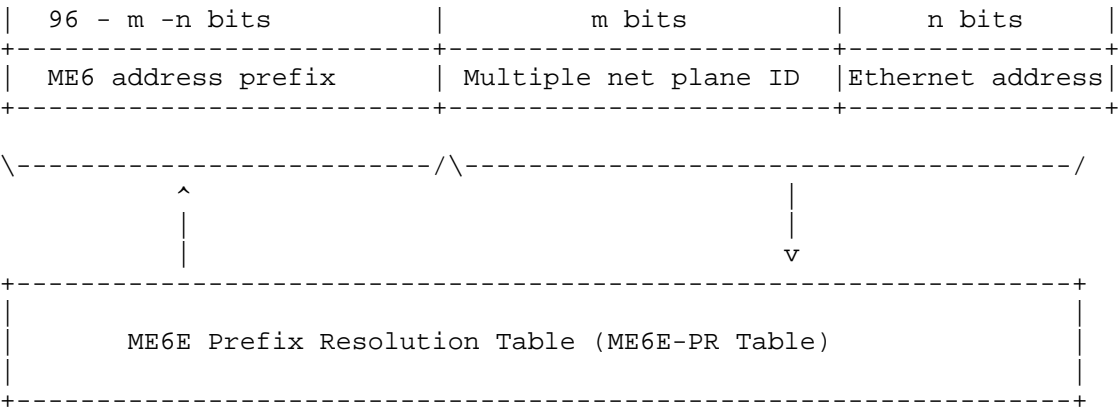 | 96 - m -n bits | m bits | n bits |
| ME6 address prefix | Multiple net plane ID |Ethernet address|
ME6E Prefix Resolution Table (ME6E-PR Table)